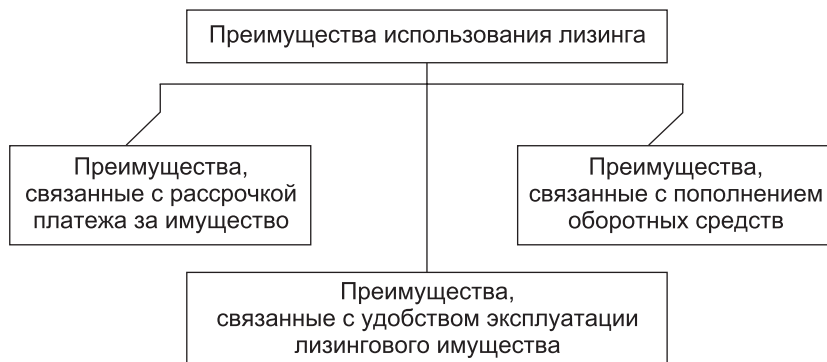 Преимущества использования лизинга
Преимущества,
связанные с рассрочкой
платежа за имущество
Преимущества,
связанные с пополнением
оборотных средств
Преимущества,
связанные с удобством эксплуатации
лизингового имущества